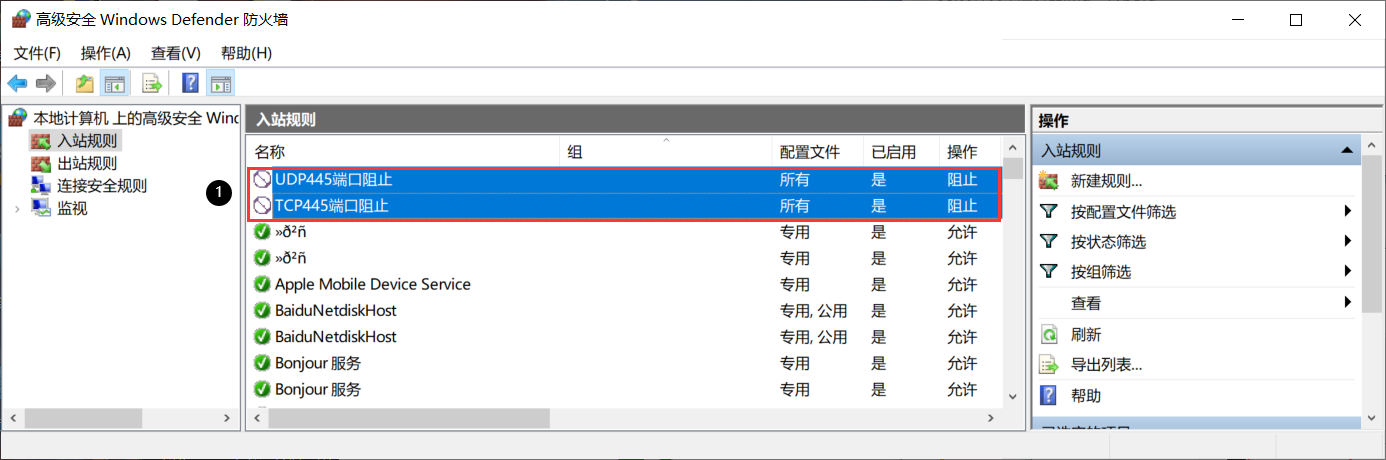 高级安全 Windows Defender 防火墙
文件(F) 操作(A) 查看(V) 帮助(H)
本地计算机 上的高级安全 Wind
入站规则
出站规则
连接安全规则
监视
1
入站规则
名称 组 配置文件 已启用 操作
UDP445端口阻止 所有 是 阻止
TCP445端口阻止 所有 是 阻止
»ð²ñ 专用 是 允许
»ð²ñ 专用 是 允许
Apple Mobile Device Service 专用 是 允许
BaiduNetdiskHost 专用, 公用 是 允许
BaiduNetdiskHost 专用, 公用 是 允许
Bonjour 服务 专用 是 允许
Bonjour 服务 专用 是 允许
操作
入站规则
新建规则...
按配置文件筛选
按状态筛选
按组筛选
查看
刷新
导出列表...
帮助